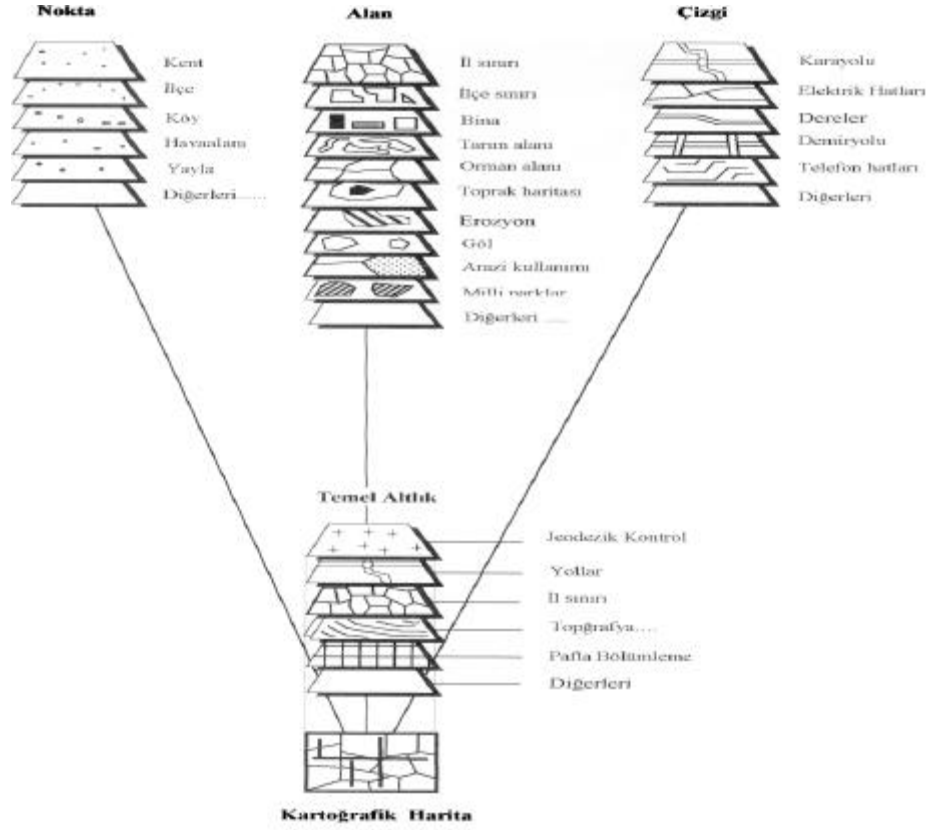 Nokta
Kent
İlçe
Köy
Havaalanı
Yayla
Diğerleri......
Alan
İl sınırı
İlçe sınırı
Bina
Tarım alanı
Orman alanı
Toprak haritası
Erozyon
Göl
Arazi kullanımı
Milli parklar
Diğerleri .....
Çizgi
Karayolu
Elektrik Hatları
Dereler
Demiryolu
Telefon hatları
Diğerleri
Temel Altlık
Jeodezik Kontrol
Yollar
İl sınırı
Topğrafya....
Pafta Bölümleme
Diğerleri
Kartoğrafik Harita